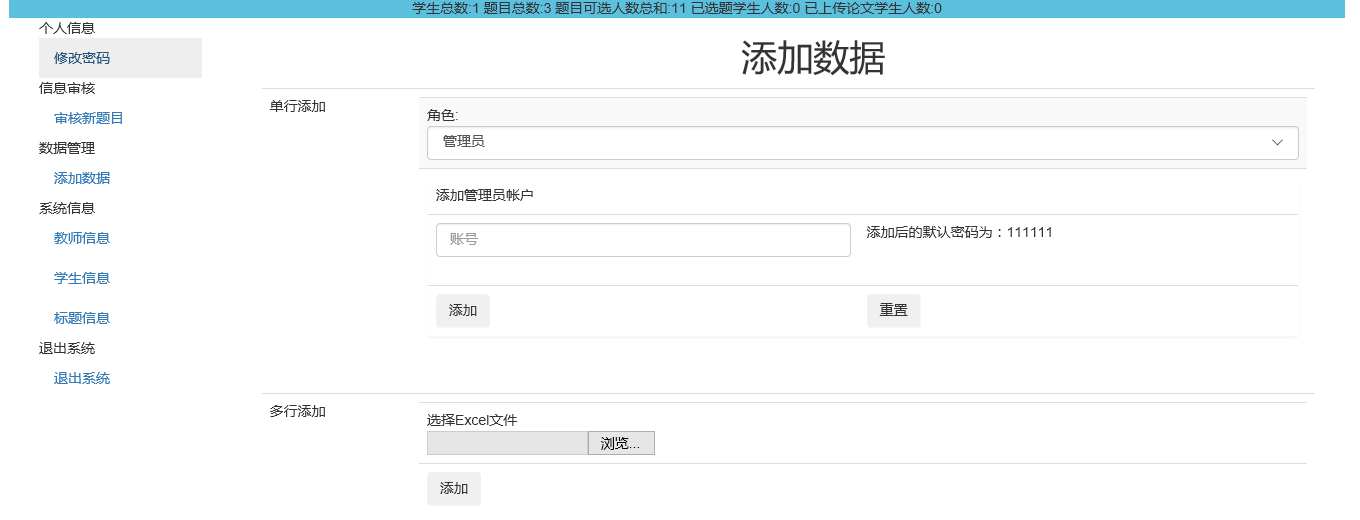 学生总数:1 题目总数:3 题目可选人数总和:11 已选题学生人数:0 已上传论文学生人数:0
个人信息
修改密码
信息审核
审核新题目
数据管理
添加数据
系统信息
教师信息
学生信息
标题信息
退出系统
退出系统
添加数据
单行添加
角色:
管理员
添加管理员帐户
账号
添加后的默认密码为：111111
添加
重置
多行添加
选择Excel文件
浏览...
添加